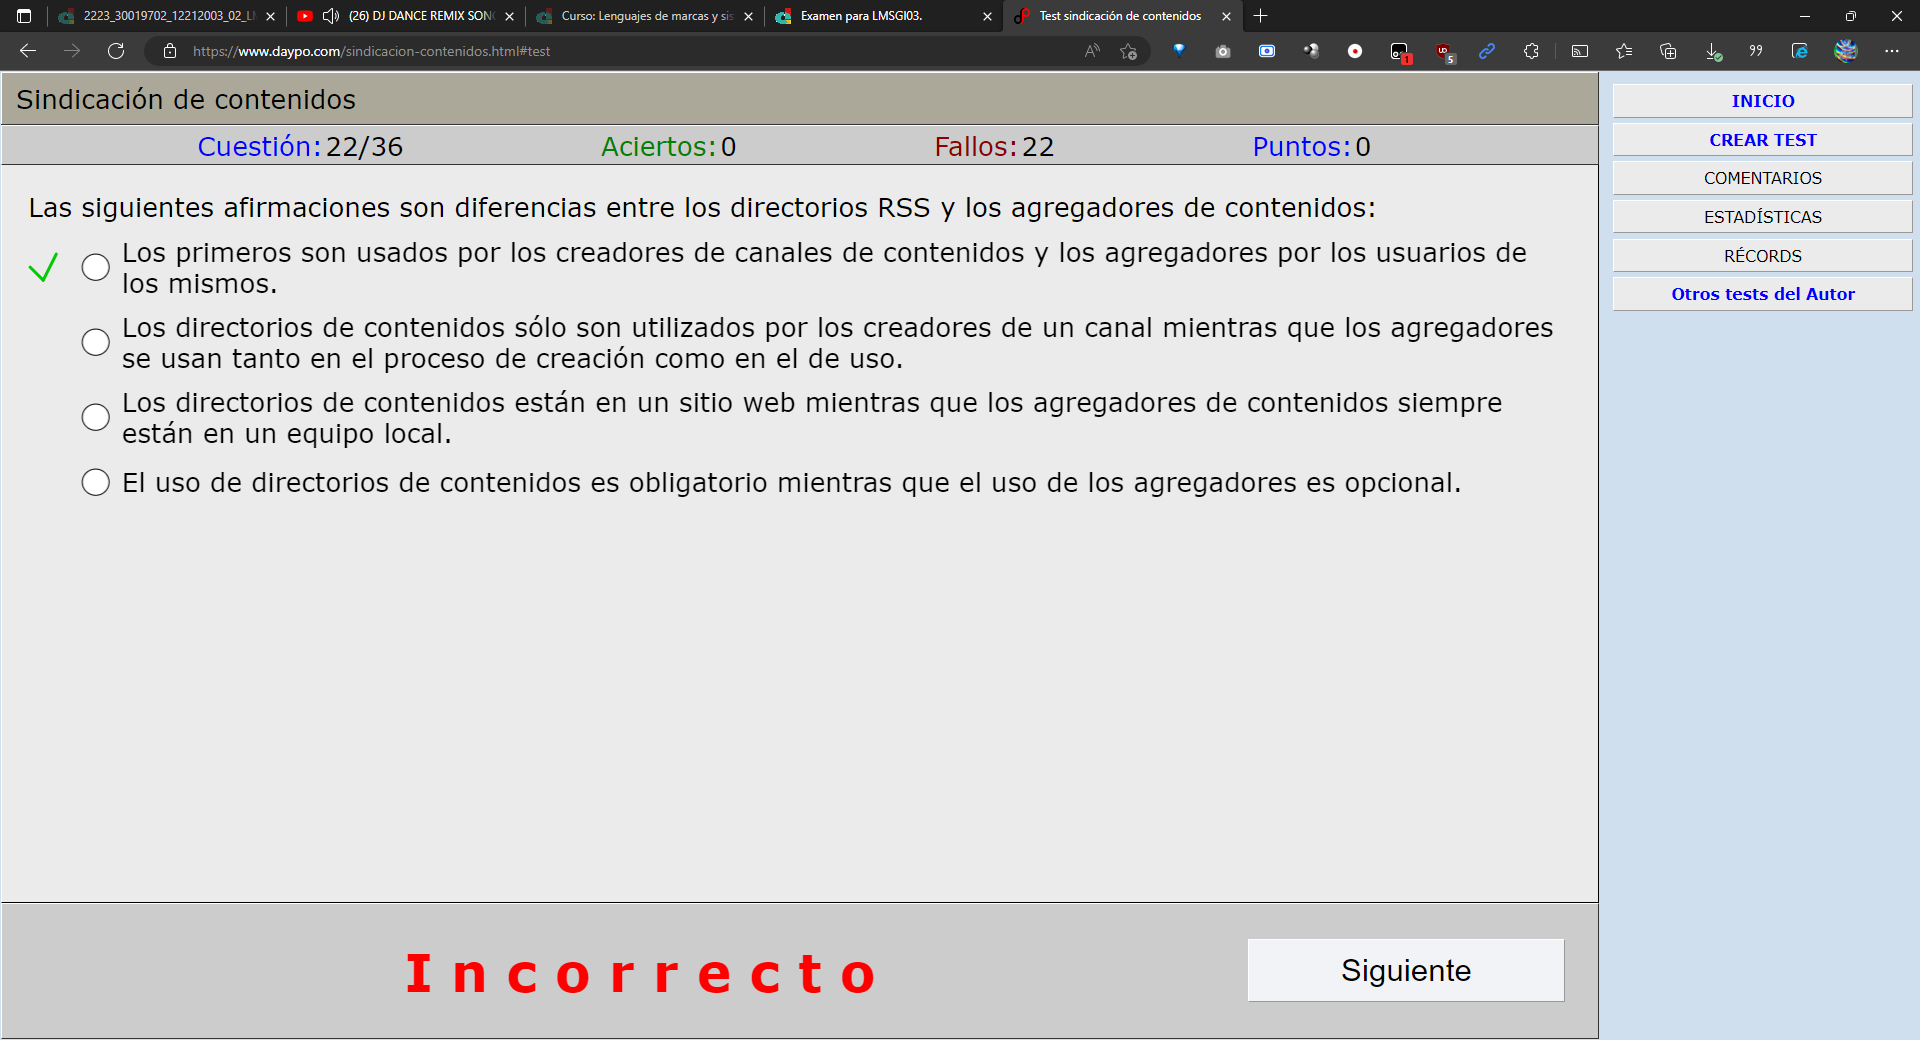 2223_30019702_12212003_02_L
(26) DJ DANCE REMIX SON
Curso: Lenguajes de marcas y sis
Examen para LMSGI03.
Test sindicación de contenidos
https://www.daypo.com/sindicacion-contenidos.html#test
1
5
Sindicación de contenidos
Cuestión: 22/36
Aciertos: 0
Fallos: 22
Puntos: 0
Las siguientes afirmaciones son diferencias entre los directorios RSS y los agregadores de contenidos:
Los primeros son usados por los creadores de canales de contenidos y los agregadores por los usuarios de
los mismos.
Los directorios de contenidos sólo son utilizados por los creadores de un canal mientras que los agregadores
se usan tanto en el proceso de creación como en el de uso.
Los directorios de contenidos están en un sitio web mientras que los agregadores de contenidos siempre
están en un equipo local.
El uso de directorios de contenidos es obligatorio mientras que el uso de los agregadores es opcional.
Incorrecto
Siguiente
INICIO
CREAR TEST
COMENTARIOS
ESTADÍSTICAS
RÉCORDS
Otros tests del Autor